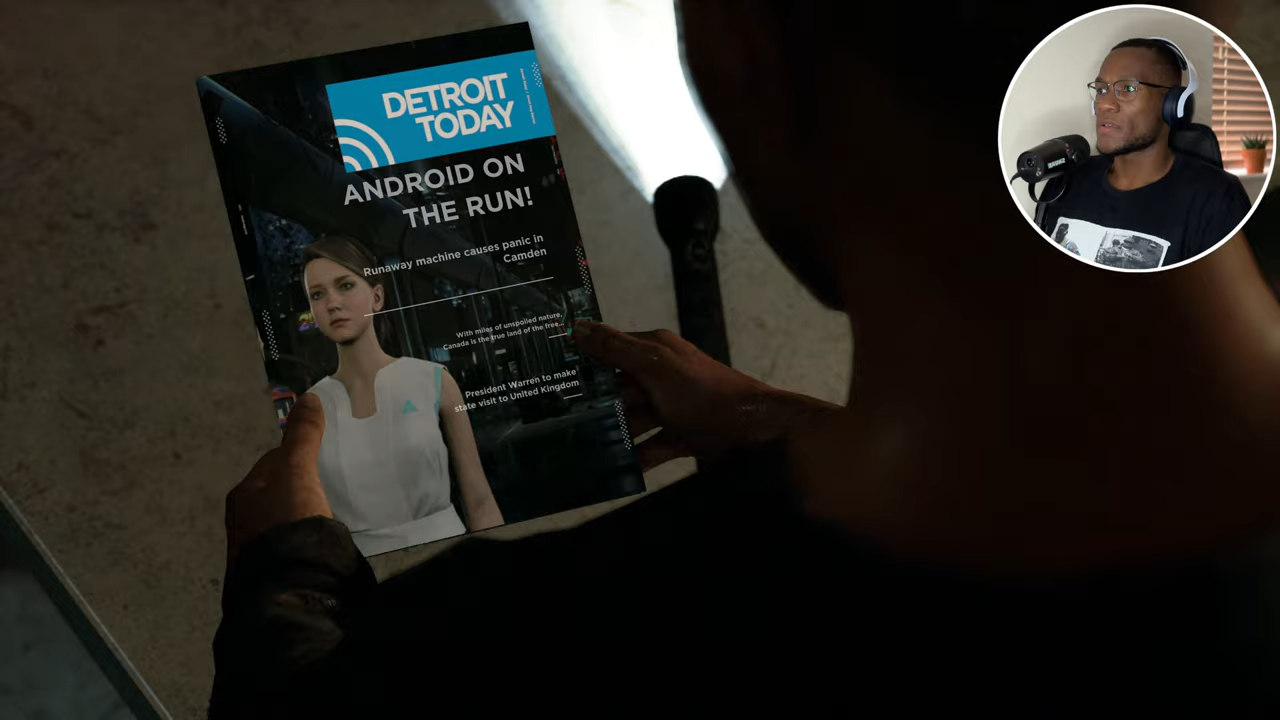 DETROIT
TODAY
ANDROID ON
THE RUN!
Runaway machine causes panic in
Camden
With miles of unspoiled nature,
Canada is the true land of the free...
President Warren to make
state visit to United Kingdom